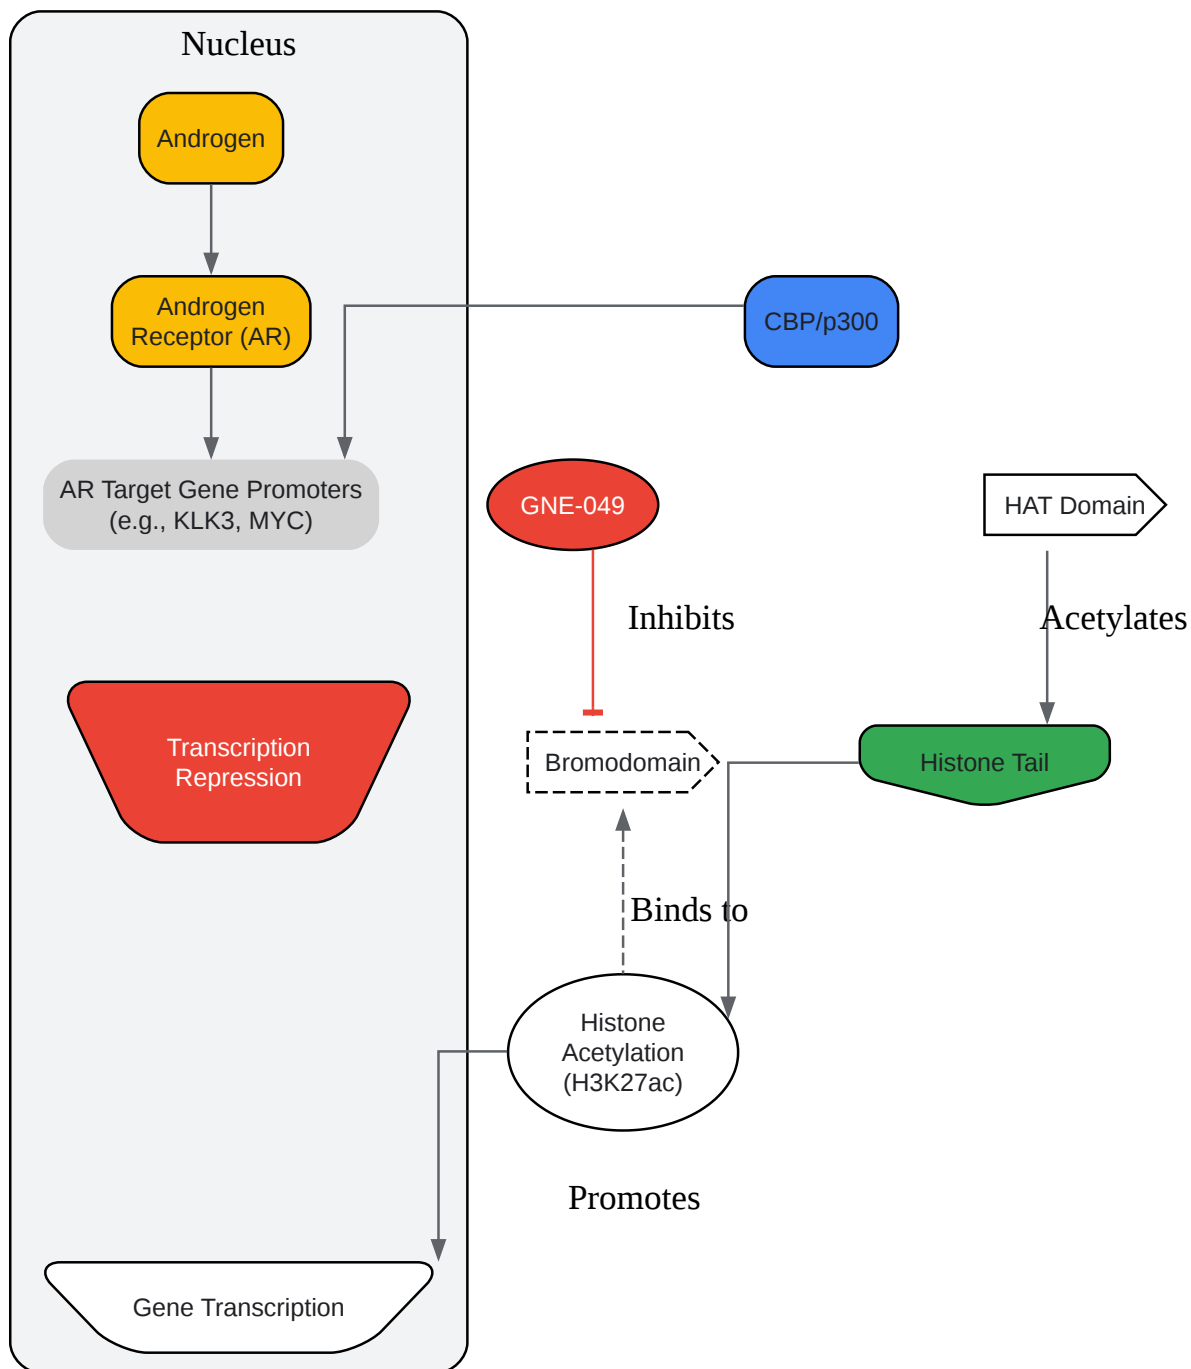 Nucleus
Androgen
Androgen
Receptor (AR)
CBP/p300
AR Target Gene Promoters
(e.g., KLK3, MYC)
GNE-049
HAT Domain
Inhibits
Acetylates
Transcription
Repression
Bromodomain
Histone Tail
Binds to
Histone
Acetylation
(H3K27ac)
Promotes
Gene Transcription